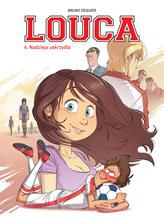 BRUNO DEQUIER
LOUCA
4. Nadzieja uskrzydla